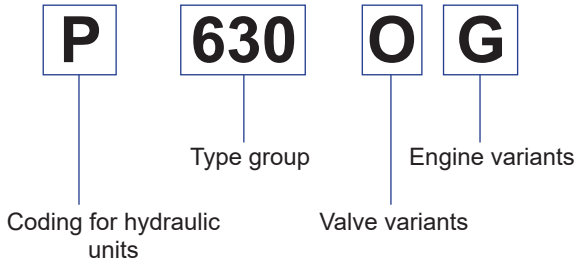 P 630 O G
Type group Engine variants
Coding for hydraulic Valve variants
units